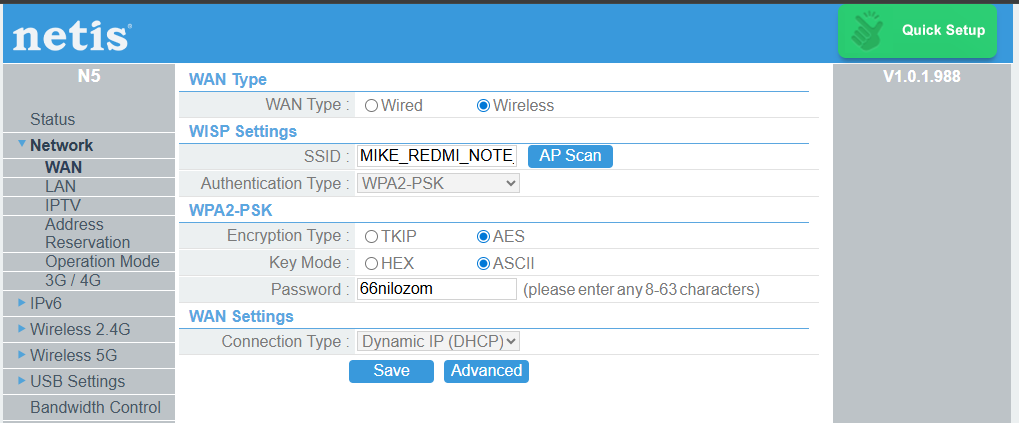 netis
Quick Setup
N5
V1.0.1.988
Status
Network
WAN
LAN
IPTV
Address
Reservation
Operation Mode
3G / 4G
IPv6
Wireless 2.4G
Wireless 5G
USB Settings
Bandwidth Control
WAN Type
WAN Type : Wired Wireless
WISP Settings
SSID : MIKE_REDMI_NOTE_ AP Scan
Authentication Type : WPA2-PSK
WPA2-PSK
Encryption Type : TKIP AES
Key Mode : HEX ASCII
Password : 66nilozom (please enter any 8-63 characters)
WAN Settings
Connection Type : Dynamic IP (DHCP)
Save Advanced